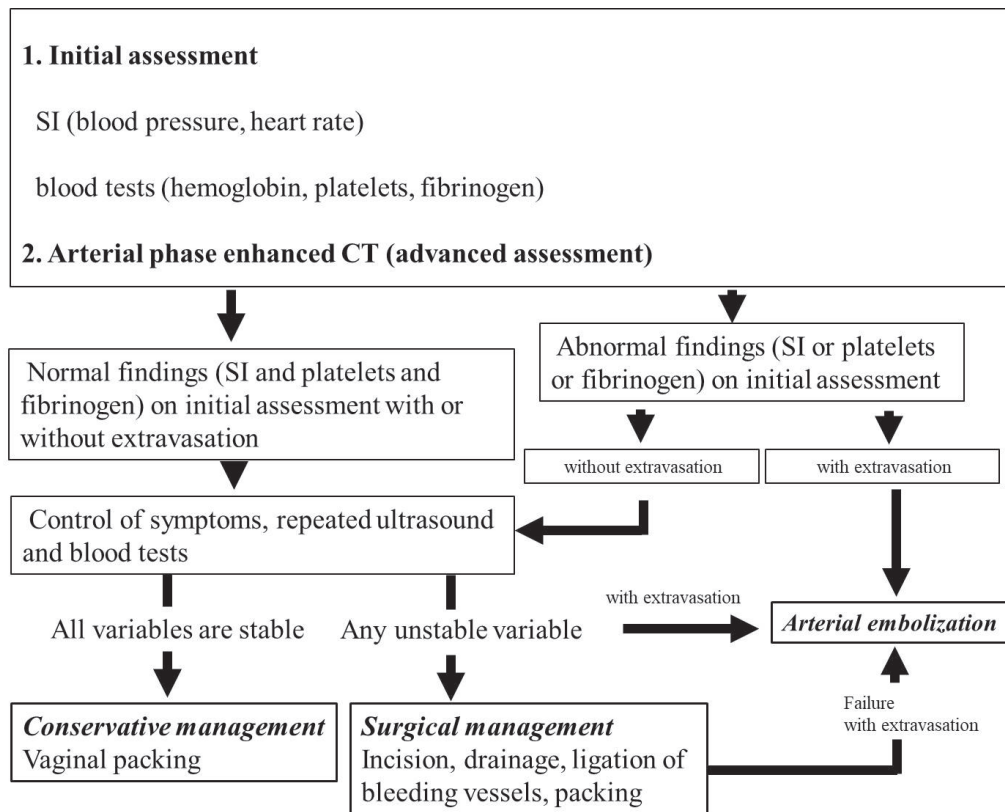 1. Initial assessment
SI (blood pressure, heart rate)
blood tests (hemoglobin, platelets, fibrinogen)
2. Arterial phase enhanced CT (advanced assessment)
Normal findings (SI and platelets and
fibrinogen) on initial assessment with or
without extravasation
Abnormal findings (SI or platelets
or fibrinogen) on initial assessment
without extravasation
with extravasation
Control of symptoms, repeated ultrasound
and blood tests
All variables are stable
Any unstable variable
with extravasation
Arterial embolization
Conservative management
Vaginal packing
Surgical management
Incision, drainage, ligation of
bleeding vessels, packing
Failure
with extravasation